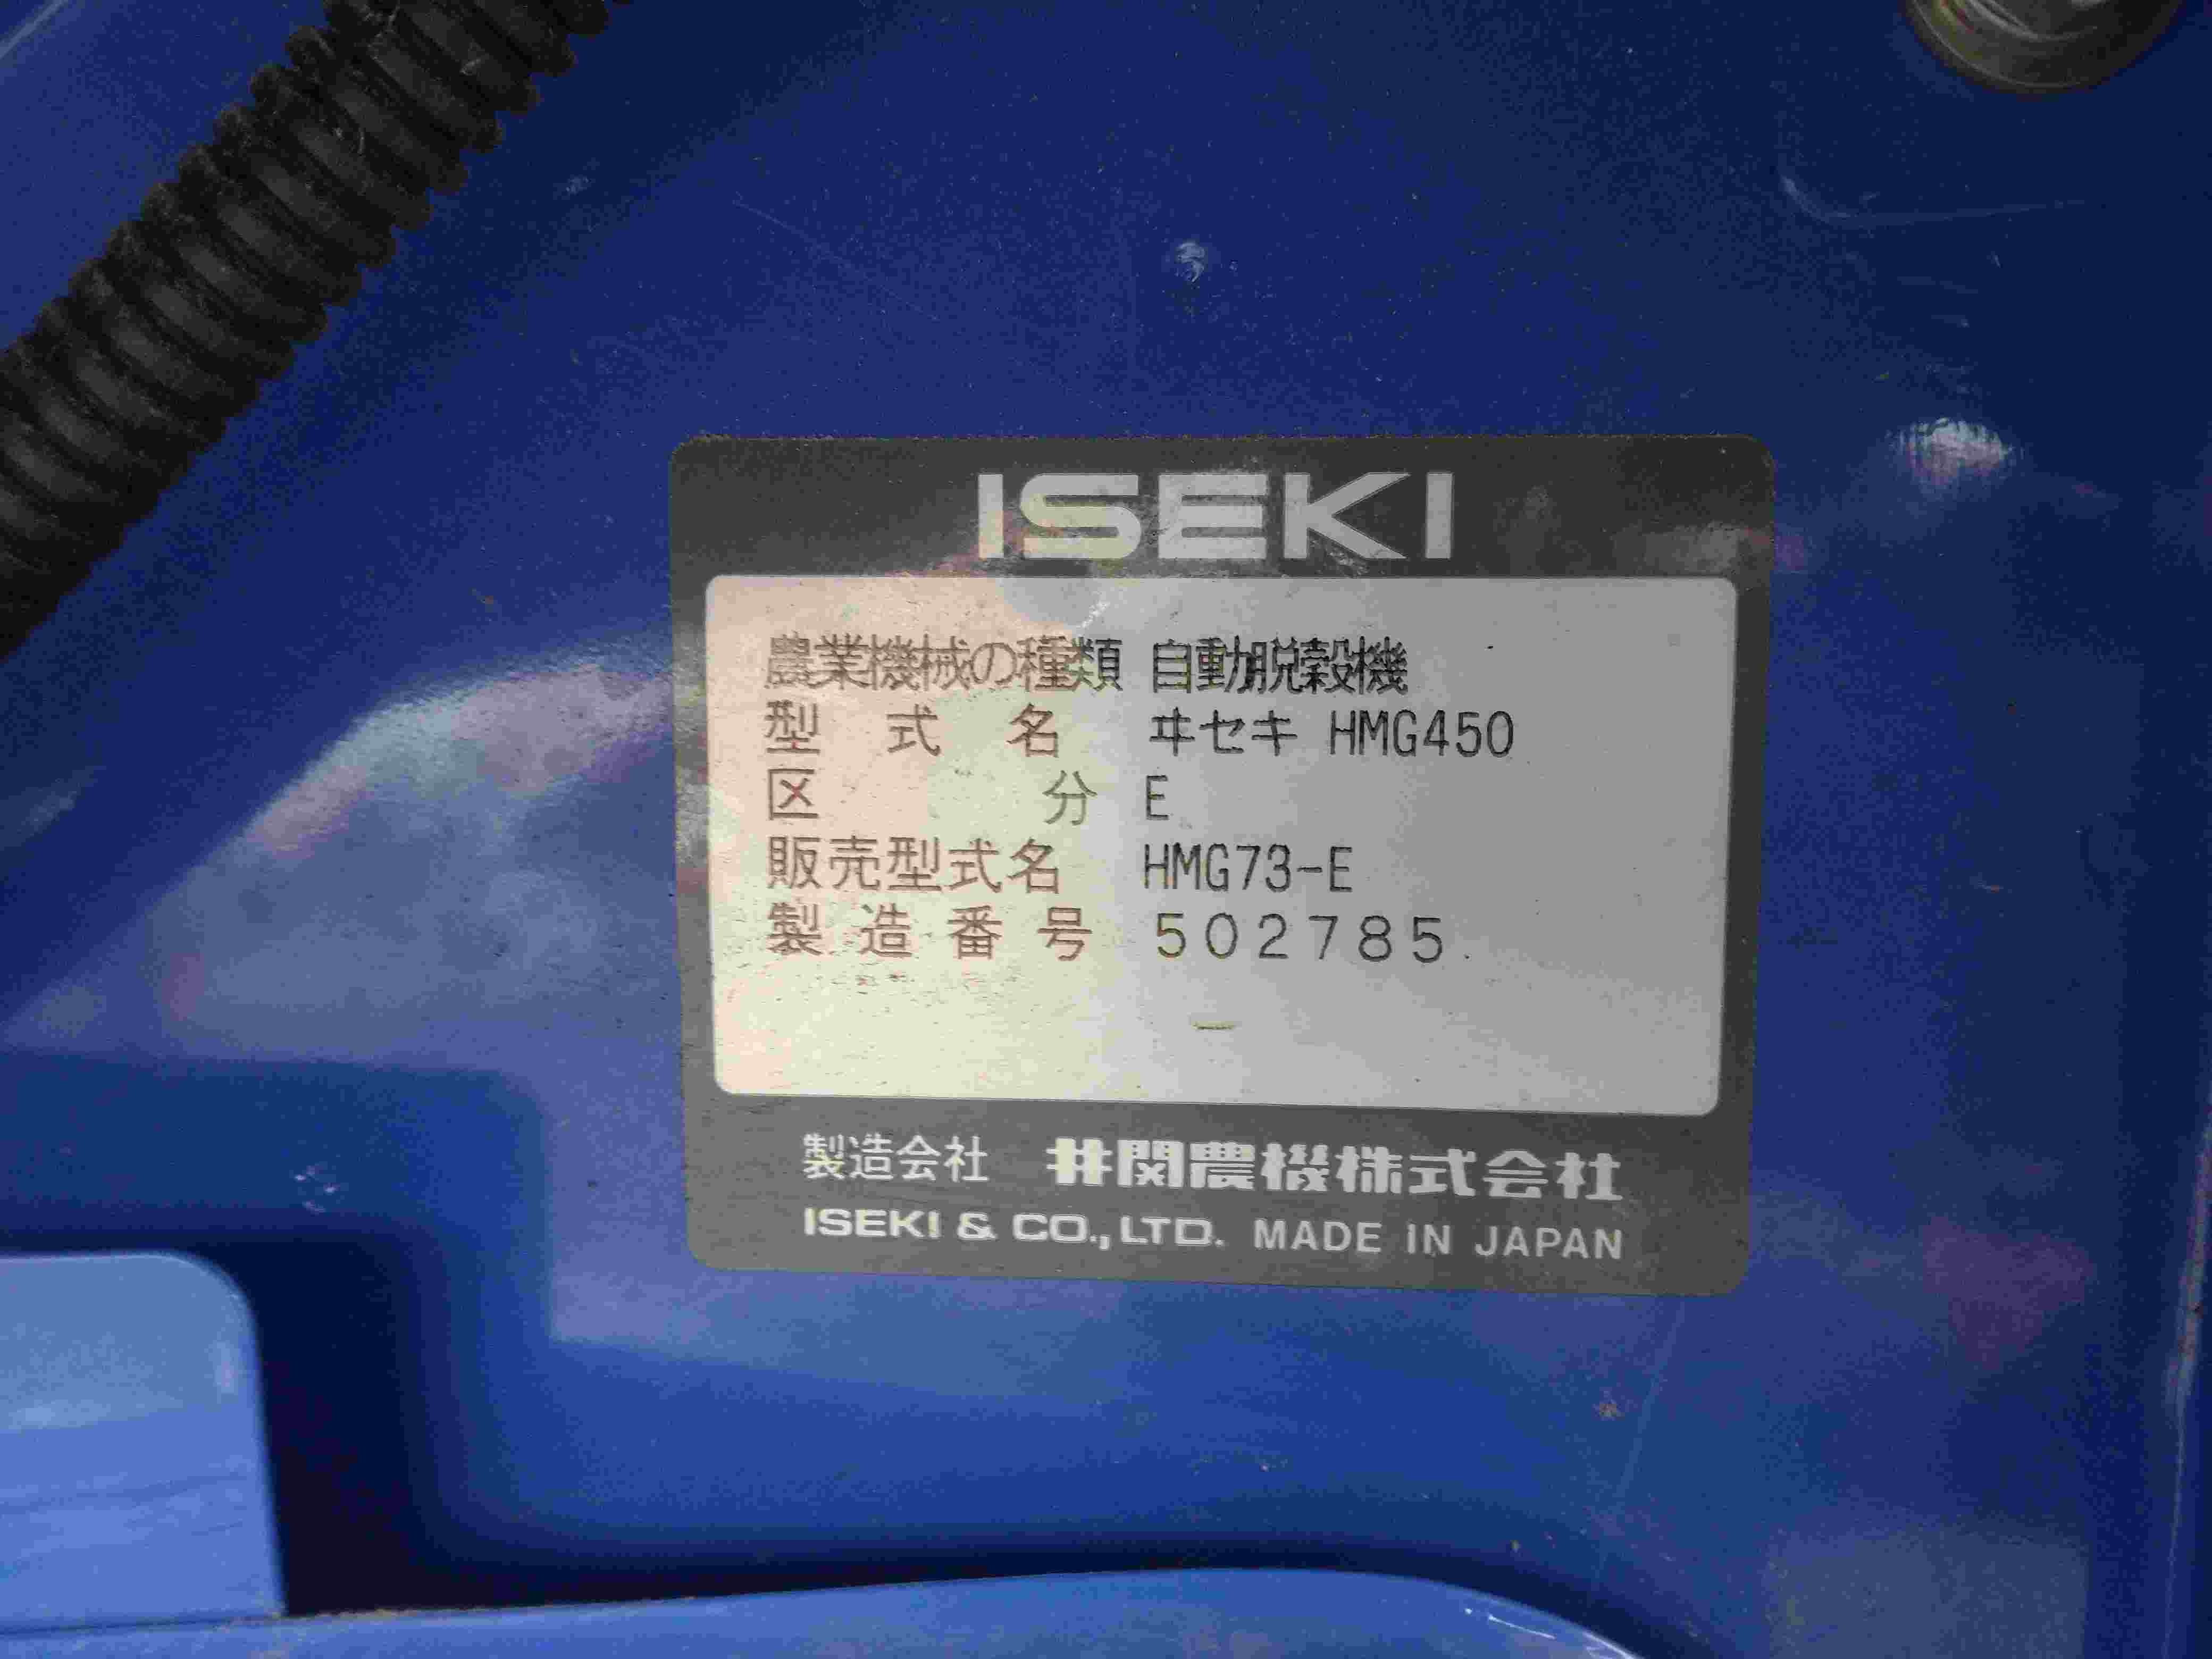 ISEKI
農業機械の種類 自動脱穀機
型式名 ヰセキ HMG450
区分 E
販売型式名 HMG73-E
製造番号 502785
製造会社 井関農機株式会社
ISEKI & CO., LTD. MADE IN JAPAN